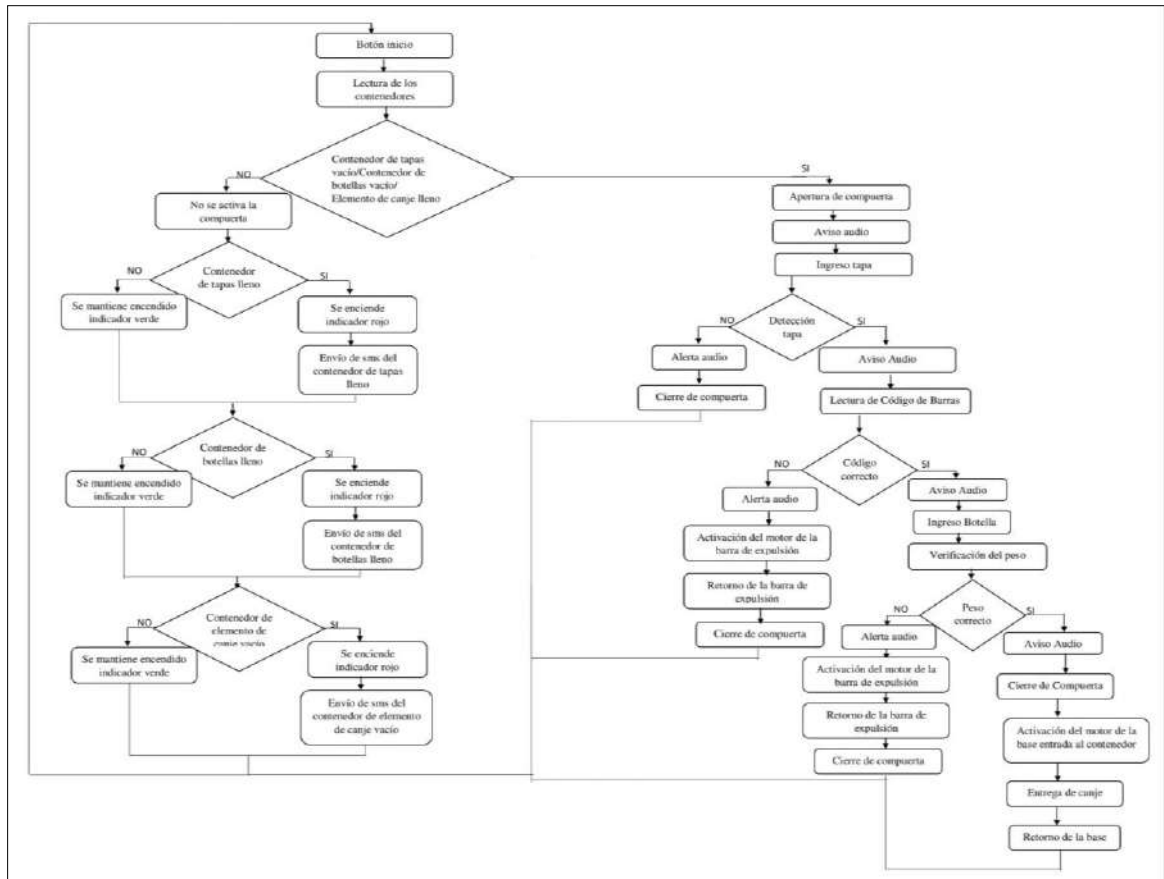 Botón inicio
Lectura de los
contenedores
Contenedor de tapas
vacío/Contenedor de
botellas vacío/
Elemento de canje lleno
NO
SI
No se activa la
compuerta
Contenedor
de tapas lleno
NO
SI
Se mantiene encendido
indicador verde
Se enciende
indicador rojo
Envío de sms del
contenedor de tapas
lleno
Contenedor de
botellas lleno
NO
SI
Se mantiene encendido
indicador verde
Se enciende
indicador rojo
Envío de sms del
contenedor de
botellas lleno
Contenedor de
elemento de
canje vacío
NO
SI
Se mantiene encendido
indicador verde
Se enciende
indicador rojo
Envío de sms del
contenedor de elemento
de canje vacío
Apertura de compuerta
Aviso audio
Ingreso tapa
Detección
tapa
NO
SI
Alerta audio
Cierre de compuerta
Aviso Audio
Lectura de Código de Barras
Código
correcto
NO
SI
Alerta audio
Activación del motor de la
barra de expulsión
Retorno de la barra de
expulsión
Cierre de compuerta
Aviso Audio
Ingreso Botella
Verificación del peso
Peso
correcto
NO
SI
Alerta audio
Activación del motor de la
barra de expulsión
Retorno de la barra de
expulsión
Cierre de compuerta
Aviso Audio
Cierre de Compuerta
Activación del motor de la
base entrada al contenedor
Entrega de canje
Retorno de la base